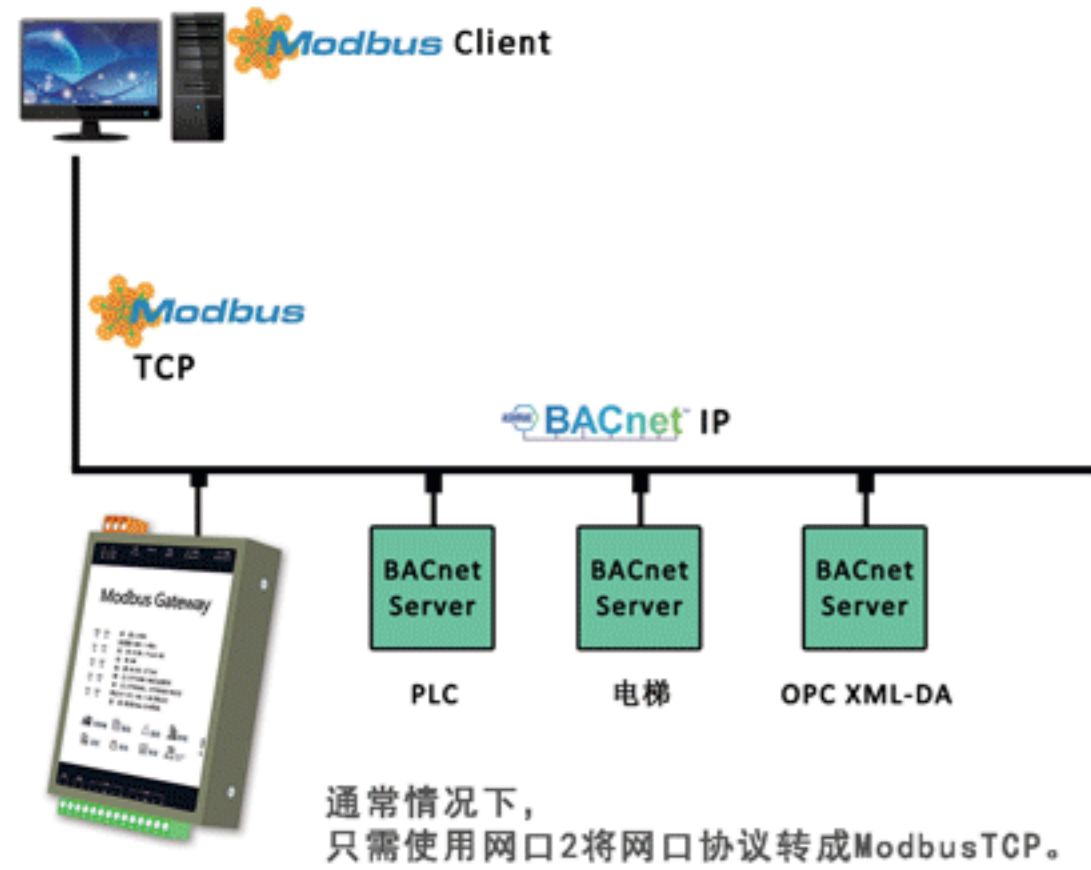 Modbus Client
Modbus
TCP
BACnet IP
Modbus Gateway
BACnet
Server
BACnet
Server
BACnet
Server
PLC
电梯
OPC XML-DA
通常情况下,
只需使用网口2将网口协议转成ModbusTCP。